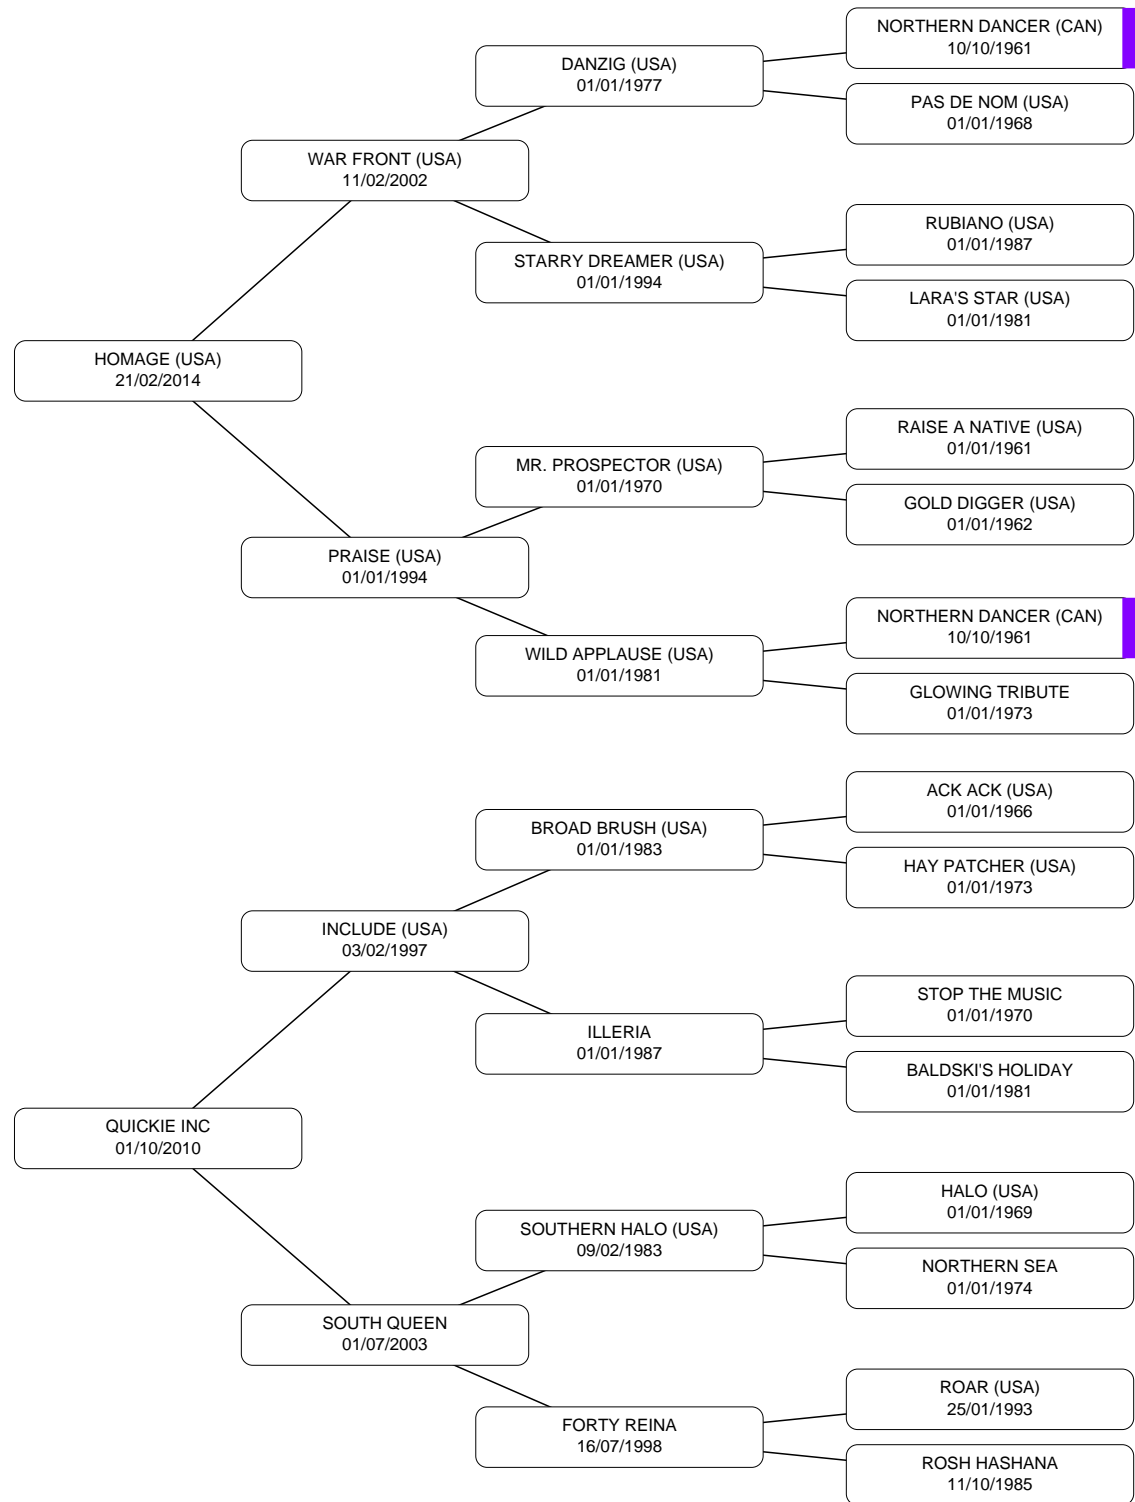 NORTHERN DANCER (CAN)
10/10/1961
DANZIG (USA)
01/01/1977
PAS DE NOM (USA)
01/01/1968
WAR FRONT (USA)
11/02/2002
RUBIANO (USA)
01/01/1987
STARRY DREAMER (USA)
01/01/1994
LARA'S STAR (USA)
01/01/1981
HOMAGE (USA)
21/02/2014
RAISE A NATIVE (USA)
01/01/1961
MR. PROSPECTOR (USA)
01/01/1970
GOLD DIGGER (USA)
01/01/1962
PRAISE (USA)
01/01/1994
NORTHERN DANCER (CAN)
10/10/1961
WILD APPLAUSE (USA)
01/01/1981
GLOWING TRIBUTE
01/01/1973
ACK ACK (USA)
01/01/1966
BROAD BRUSH (USA)
01/01/1983
HAY PATCHER (USA)
01/01/1973
INCLUDE (USA)
03/02/1997
STOP THE MUSIC
01/01/1970
ILLERIA
01/01/1987
BALDSKI'S HOLIDAY
01/01/1981
QUICKIE INC
01/10/2010
HALO (USA)
01/01/1969
SOUTHERN HALO (USA)
09/02/1983
NORTHERN SEA
01/01/1974
SOUTH QUEEN
01/07/2003
ROAR (USA)
25/01/1993
FORTY REINA
16/07/1998
ROSH HASHANA
11/10/1985